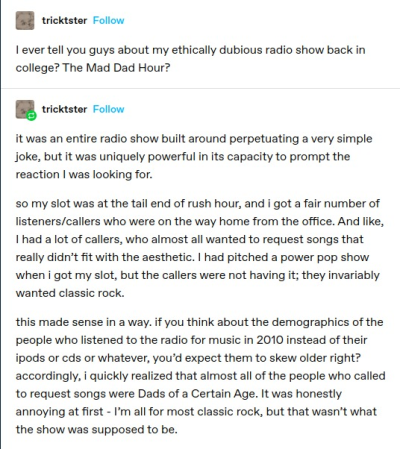 tricktster Follow
I ever tell you guys about my ethically dubious radio show back in
college? The Mad Dad Hour?
tricktster Follow
it was an entire radio show built around perpetuating a very simple
joke, but it was uniquely powerful in its capacity to prompt the
reaction I was looking for.
so my slot was at the tail end of rush hour, and i got a fair number of
listeners/callers who were on the way home from the office. And like,
I had a lot of callers, who almost all wanted to request songs that
really didn’t fit with the aesthetic. I had pitched a power pop show
when i got my slot, but the callers were not having it; they invariably
wanted classic rock.
this made sense in a way. if you think about the demographics of the
people who listened to the radio for music in 2010 instead of their
ipods or cds or whatever, you’d expect them to skew older right?
accordingly, i quickly realized that almost all of the people who called
to request songs were Dads of a Certain Age. It was honestly
annoying at first - I’m all for most classic rock, but that wasn’t what
the show was supposed to be.